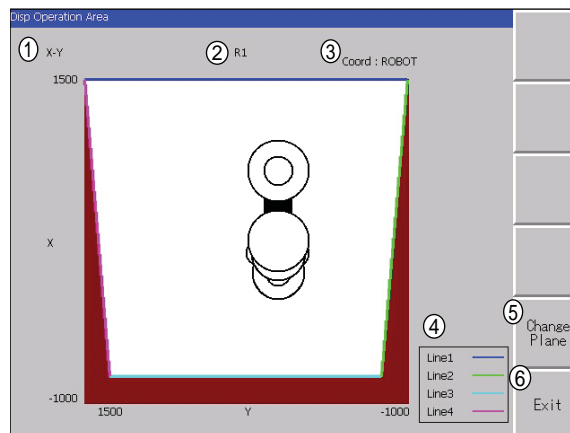 Disp Operation Area
① X-Y
② R1
③ Coord : ROBOT
1500
X
-1000
1500
Y
-1000
④
Line1
Line2
Line3
Line4
⑤
Change
Plane
⑥
Exit